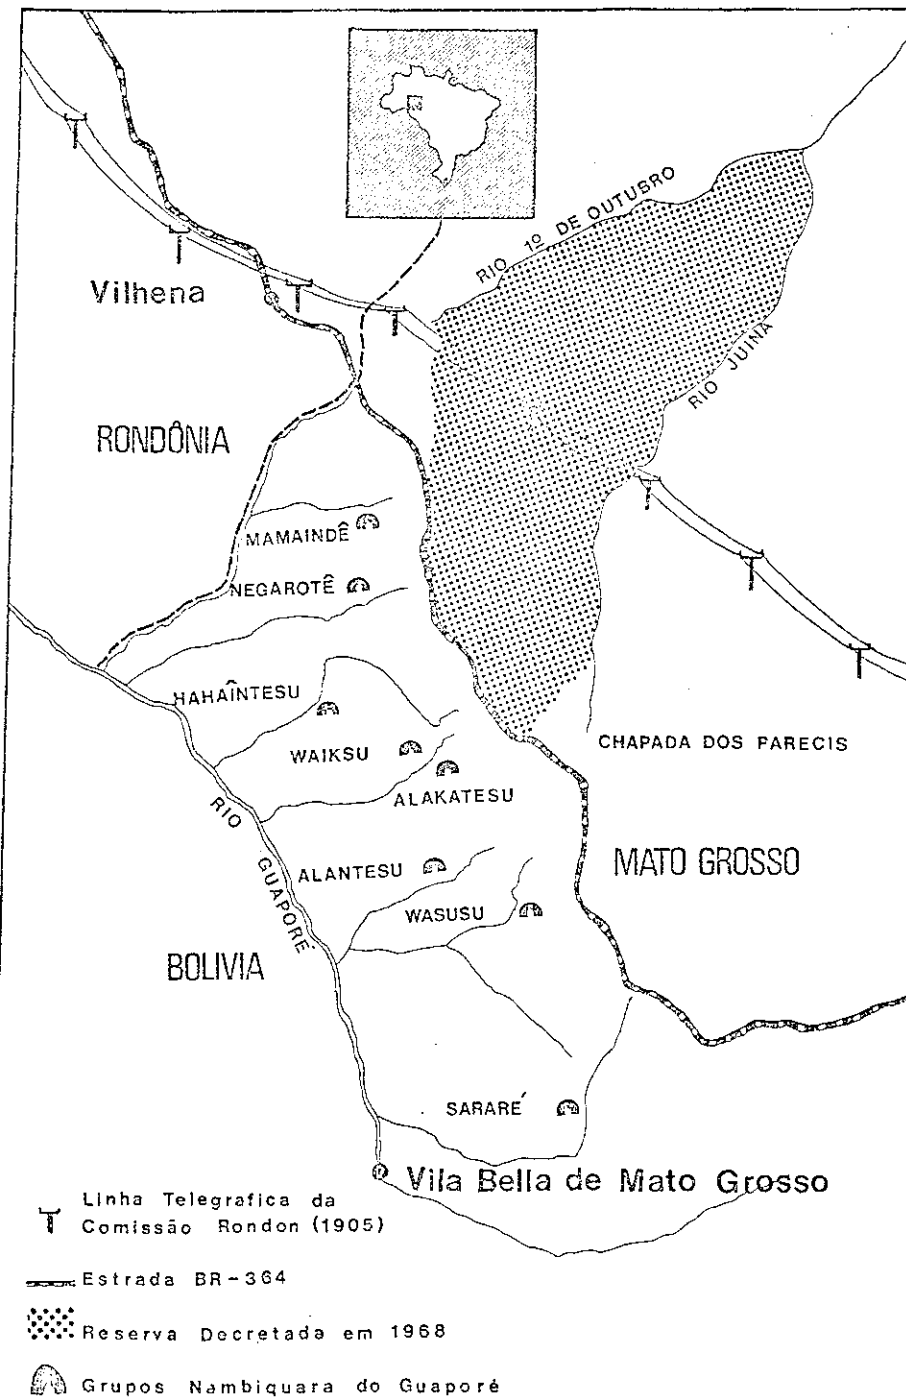 RIO 1º DE OUTUBRO
Vilhena
RIO JUINA
RONDÔNIA
MAMAINDÊ
NEGAROTÊ
HAHAÎNTESU
WAIKSU
CHAPADA DOS PARECIS
ALAKATESU
RIO GUAPORÉ
MATO GROSSO
ALANTESU
WASUSU
BOLIVIA
SARARÉ
Vila Bella de Mato Grosso
Linha Telegrafica da
Comissão Rondon (1905)
Estrada BR-364
Reserva Decretada em 1968
Grupos Nambiquara do Guaporé